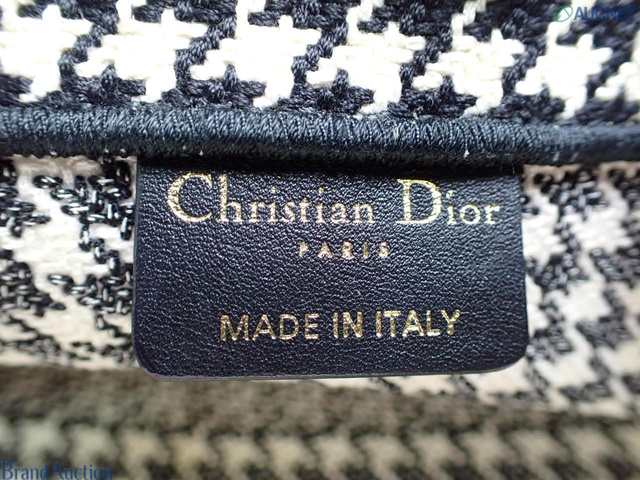 Christian Dior
PARIS
MADE IN ITALY
Brand Auction